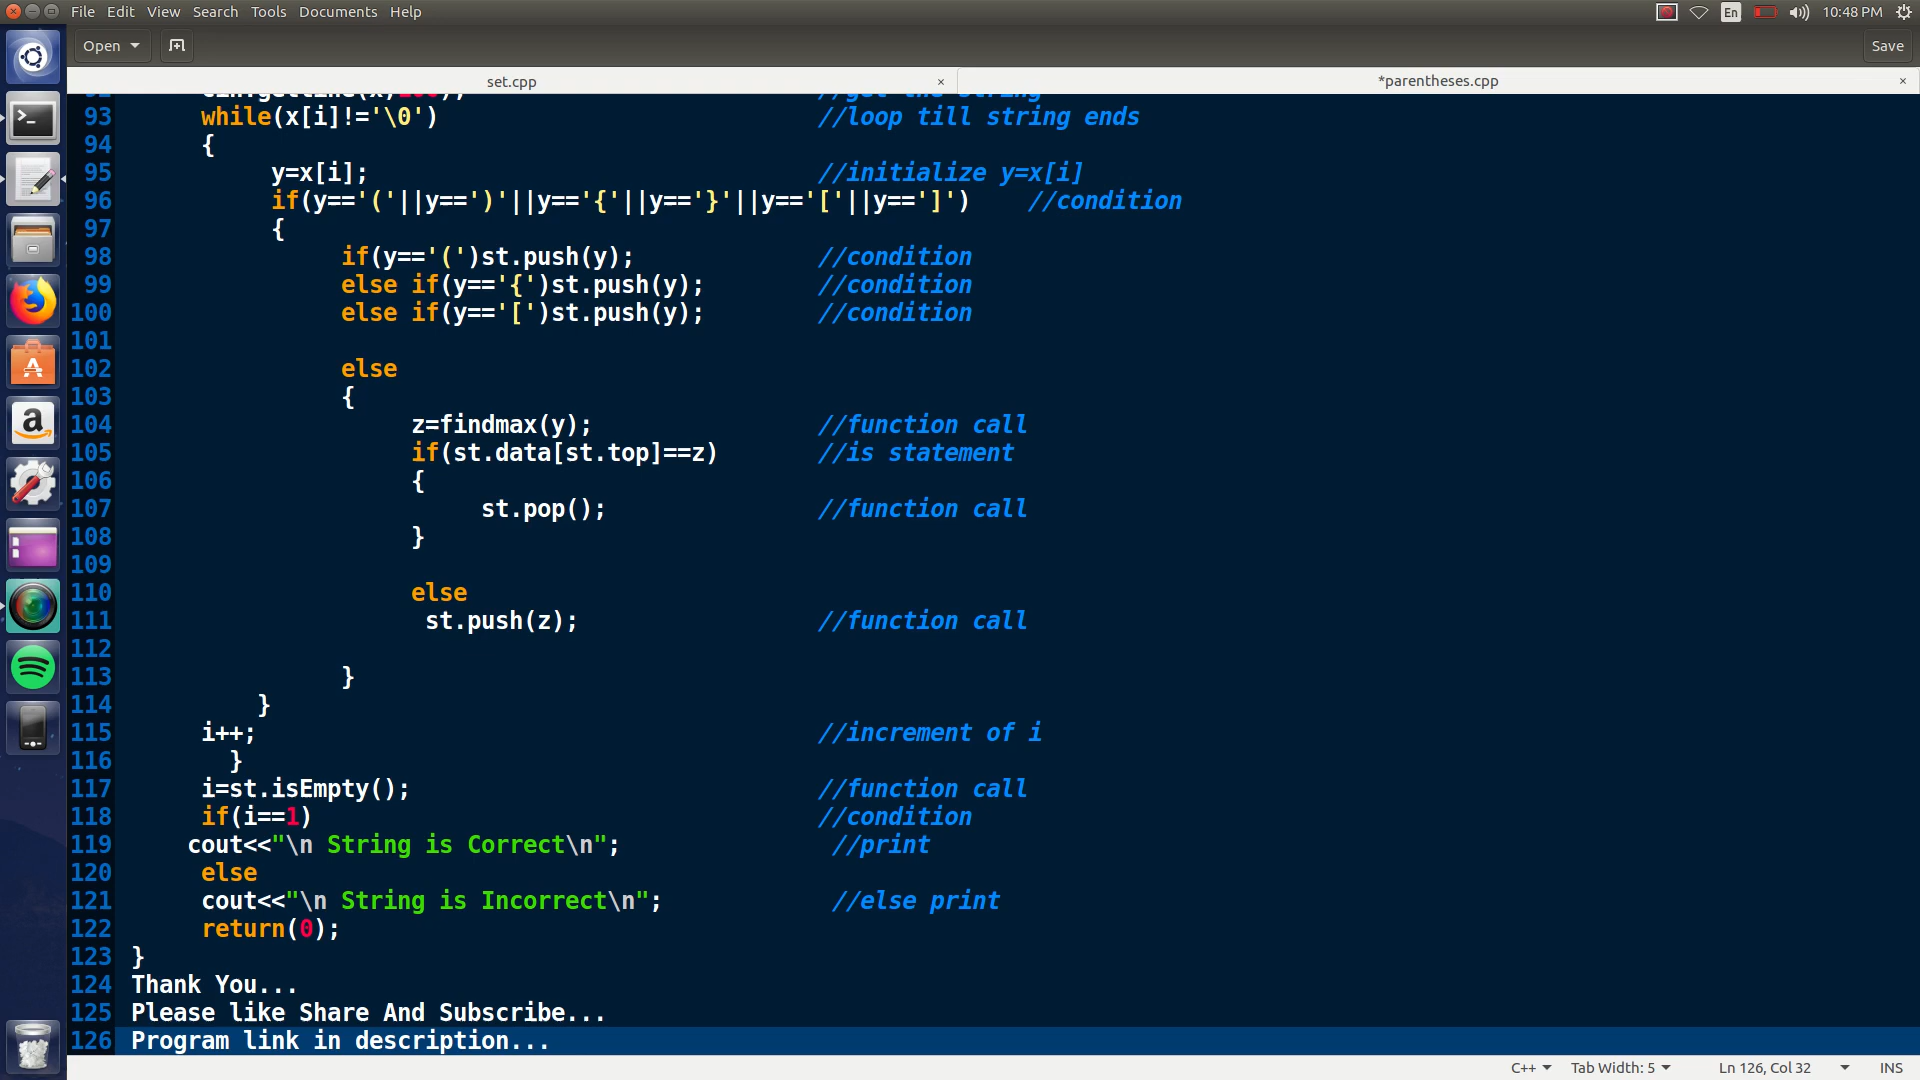 File Edit View Search Tools Documents Help En 10:48 PM
Open Save
set.cpp × *parentheses.cpp ×
93 while(x[i]!='\0') //loop till string ends
94 {
95 y=x[i]; //initialize y=x[i]
96 if(y=='('||y==')'||y=='{'||y=='}'||y=='['||y==']') //condition
97 {
98 if(y=='(')st.push(y); //condition
99 else if(y=='{')st.push(y); //condition
100 else if(y=='[')st.push(y); //condition
101
102 else
103 {
104 z=findmax(y); //function call
105 if(st.data[st.top]==z) //is statement
106 {
107 st.pop(); //function call
108 }
109
110 else
111 st.push(z); //function call
112
113 }
114 }
115 i++; //increment of i
116 }
117 i=st.isEmpty(); //function call
118 if(i==1) //condition
119 cout<<"\n String is Correct\n"; //print
120 else
121 cout<<"\n String is Incorrect\n"; //else print
122 return(0);
123 }
124 Thank You...
125 Please like Share And Subscribe...
126 Program link in description...
C++ Tab Width: 5 Ln 126, Col 32 INS